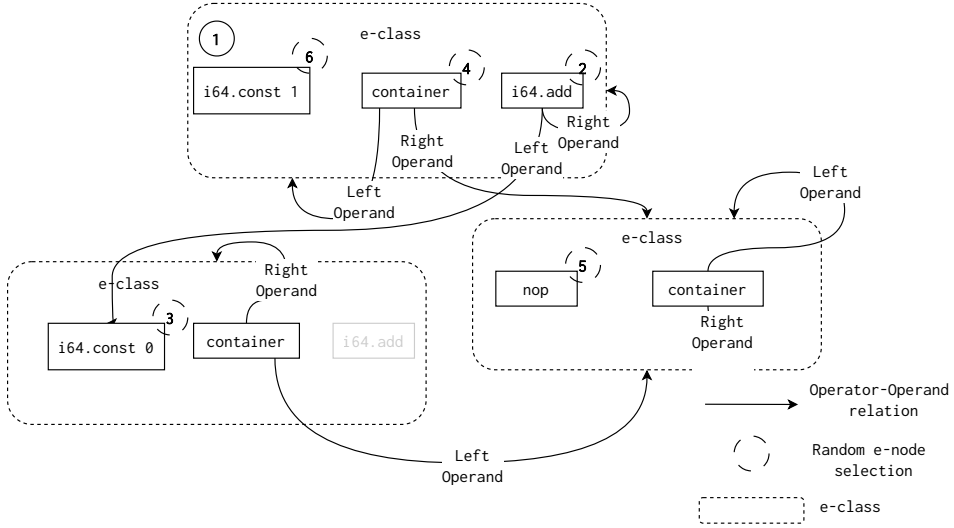 1
e-class
6
4
2
i64.const 1
container
i64.add
Right
Operand
Right
Operand
Left
Operand
Left
Operand
Left
Operand
e-class
5
nop
container
Right
Operand
e-class
Right
Operand
3
i64.const 0
container
i64.add
Left
Operand
Operator-Operand
relation
Random e-node
selection
e-class